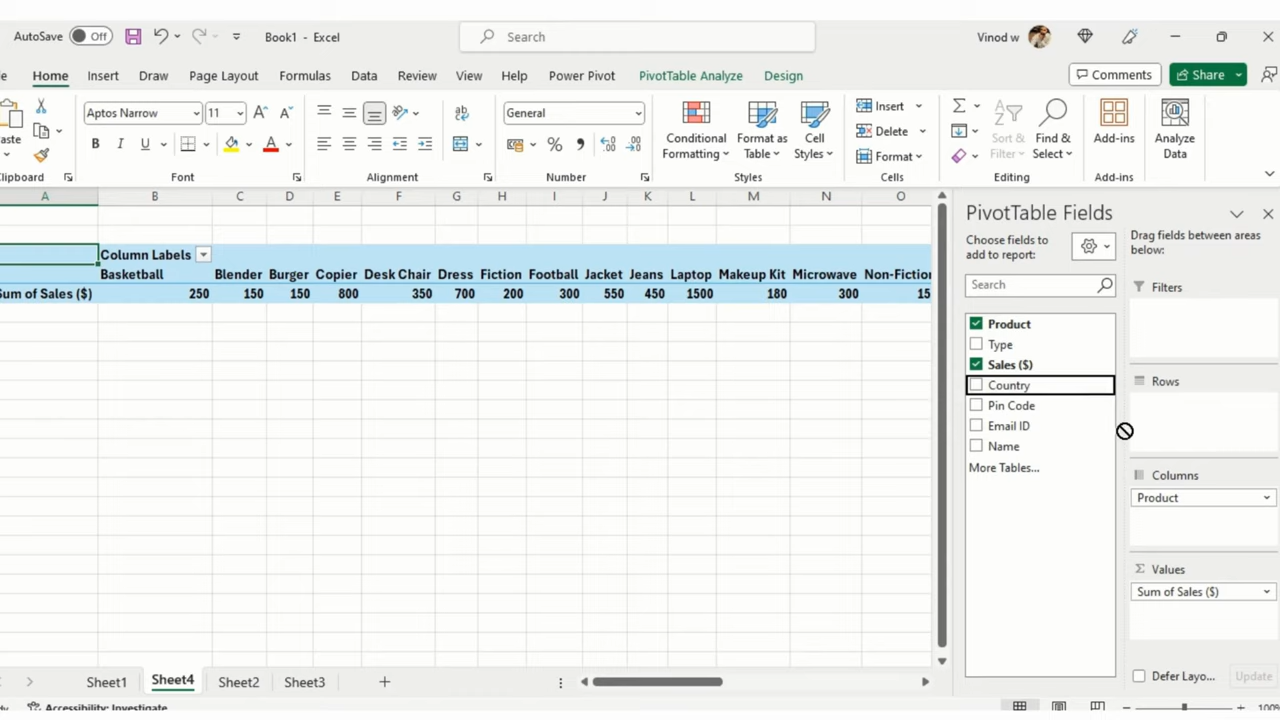 AutoSave Off Book1 - Excel Search Vinod w
Home Insert Draw Page Layout Formulas Data Review View Help Power Pivot PivotTable Analyze Design Comments Share
Aptos Narrow 11 General Insert
Delete
Format
B I U A %
Conditional Formatting
Format as Table
Cell Styles
Sort & Filter
Find & Select
Add-ins
Analyze Data
Font Alignment Number Styles Cells Editing Add-ins
A B C D E F G H I J K L M N O
Column Labels
Basketball Blender Burger Copier Desk Chair Dress Fiction Football Jacket Jeans Laptop Makeup Kit Microwave
Sum of Sales ($) 250 150 150 800 350 700 200 300 550 450 1500 180 300
PivotTable Fields
Choose fields to
add to report:
Search
Product
Type
Sales ($)
Country
Pin Code
Email ID
Name
More Tables...
Drag fields between areas
below:
Filters
Rows
Columns
Product
Values
Sum of Sales ($)
Defer Layo... Update
Sheet1 Sheet4 Sheet2 Sheet3
Accessibility: Investigate